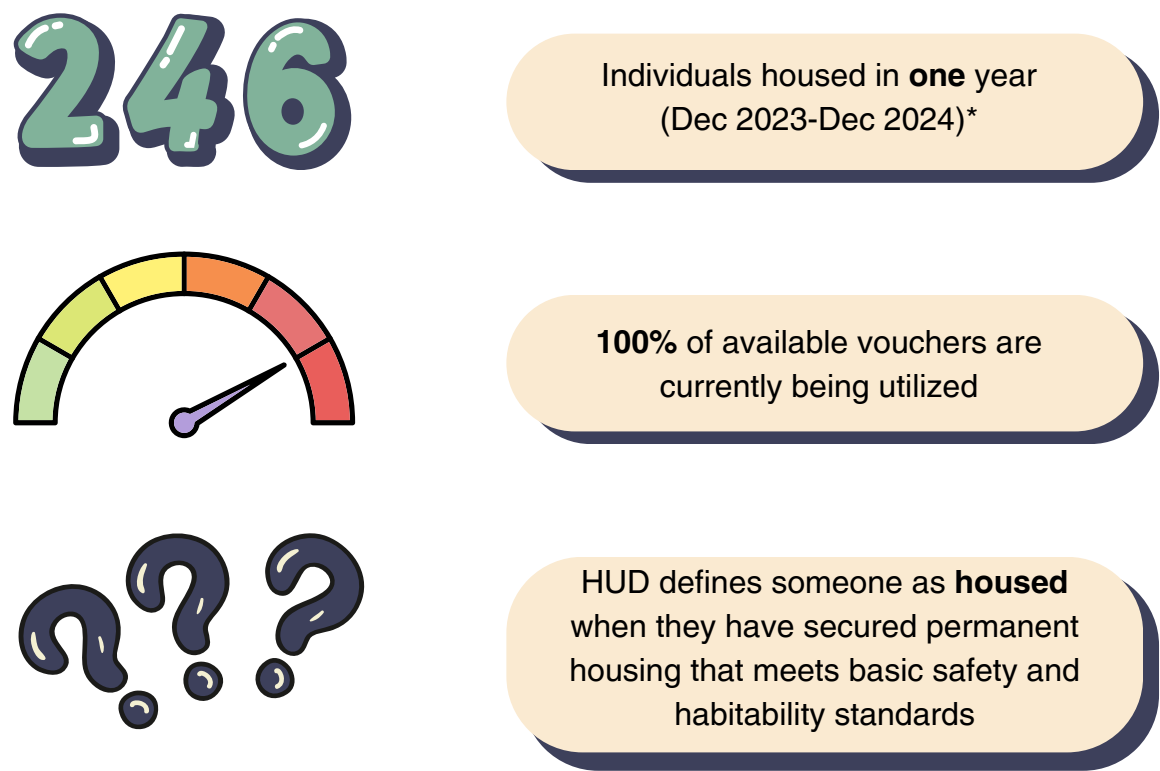 246
Individuals housed in one year
(Dec 2023-Dec 2024)*
100% of available vouchers are
currently being utilized
???
HUD defines someone as housed
when they have secured permanent
housing that meets basic safety and
habitability standards